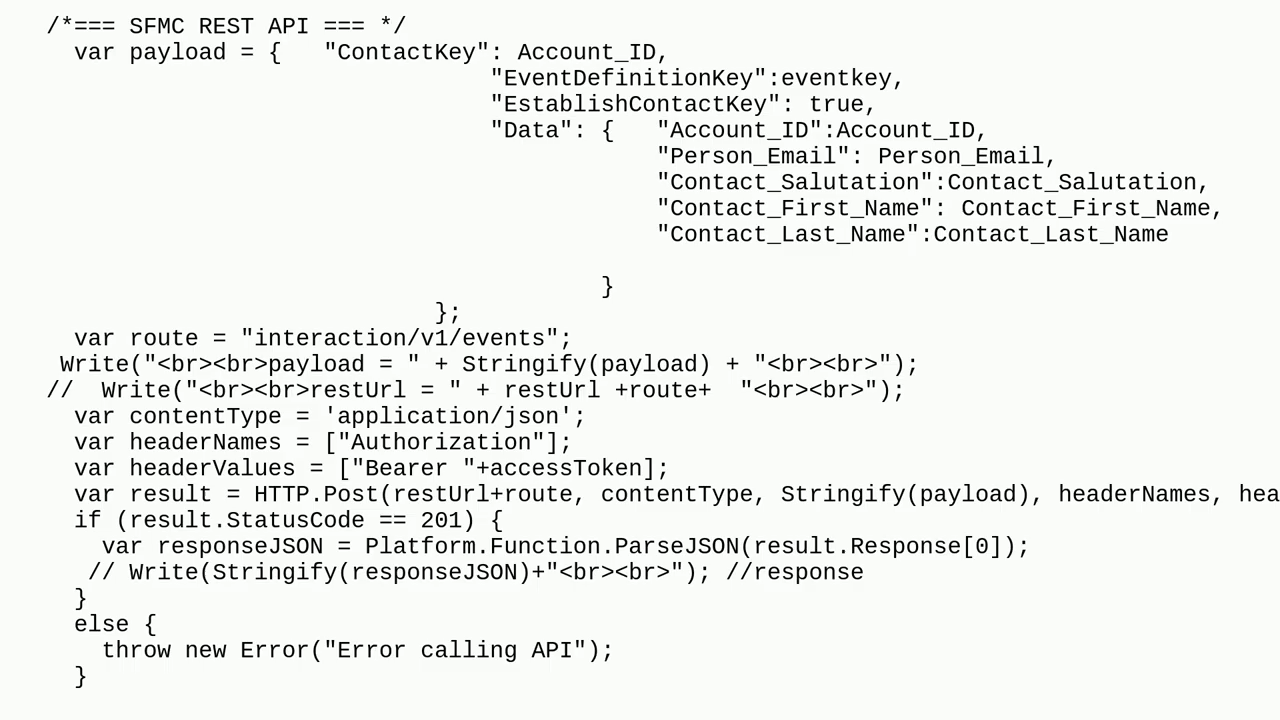 /*=== SFMC REST API === */
var payload = {   "ContactKey": Account_ID,
"EventDefinitionKey":eventkey,
"EstablishContactKey": true,
"Data": {   "Account_ID":Account_ID,
"Person_Email": Person_Email,
"Contact_Salutation":Contact_Salutation,
"Contact_First_Name": Contact_First_Name,
"Contact_Last_Name":Contact_Last_Name
}
};
var route = "interaction/v1/events";
Write("<br><br>payload = " + Stringify(payload) + "<br><br>");
//  Write("<br><br>restUrl = " + restUrl +route+  "<br><br>");
var contentType = 'application/json';
var headerNames = ["Authorization"];
var headerValues = ["Bearer "+accessToken];
var result = HTTP.Post(restUrl+route, contentType, Stringify(payload), headerNames, hea
if (result.StatusCode == 201) {
var responseJSON = Platform.Function.ParseJSON(result.Response[0]);
// Write(Stringify(responseJSON)+"<br><br>"); //response
}
else {
throw new Error("Error calling API");
}